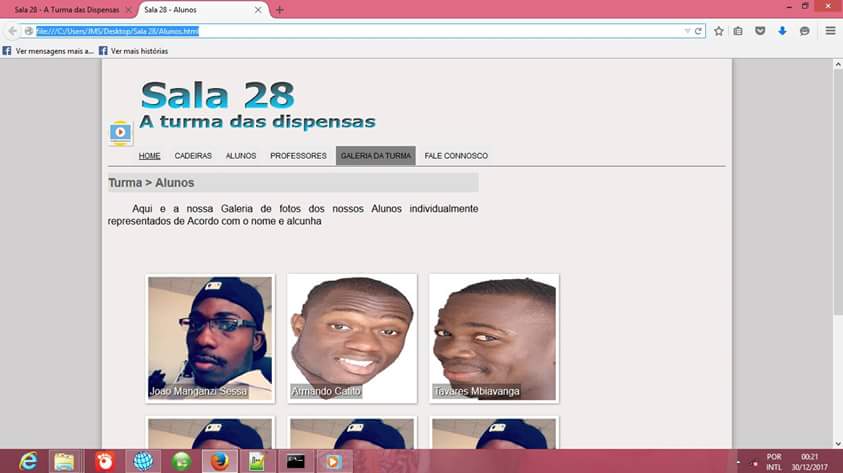 Sala 28 - A Turma das Dispensas
Sala 28 - Alunos
file:///C:/Users/JMS/Desktop/Sala 28/Alunos.html
Ver mensagens mais a... Ver mais histórias
Sala 28
A turma das dispensas
HOME CADEIRAS ALUNOS PROFESSORES GALERIA DA TURMA FALE CONNOSCO
Turma > Alunos
Aqui e a nossa Galeria de fotos dos nossos Alunos individualmente
representados de Acordo com o nome e alcunha
Joao Manganzi Sessa
Armando Catito
Tavares Mbiavanga
POR 00:21
INTL 30/12/2017